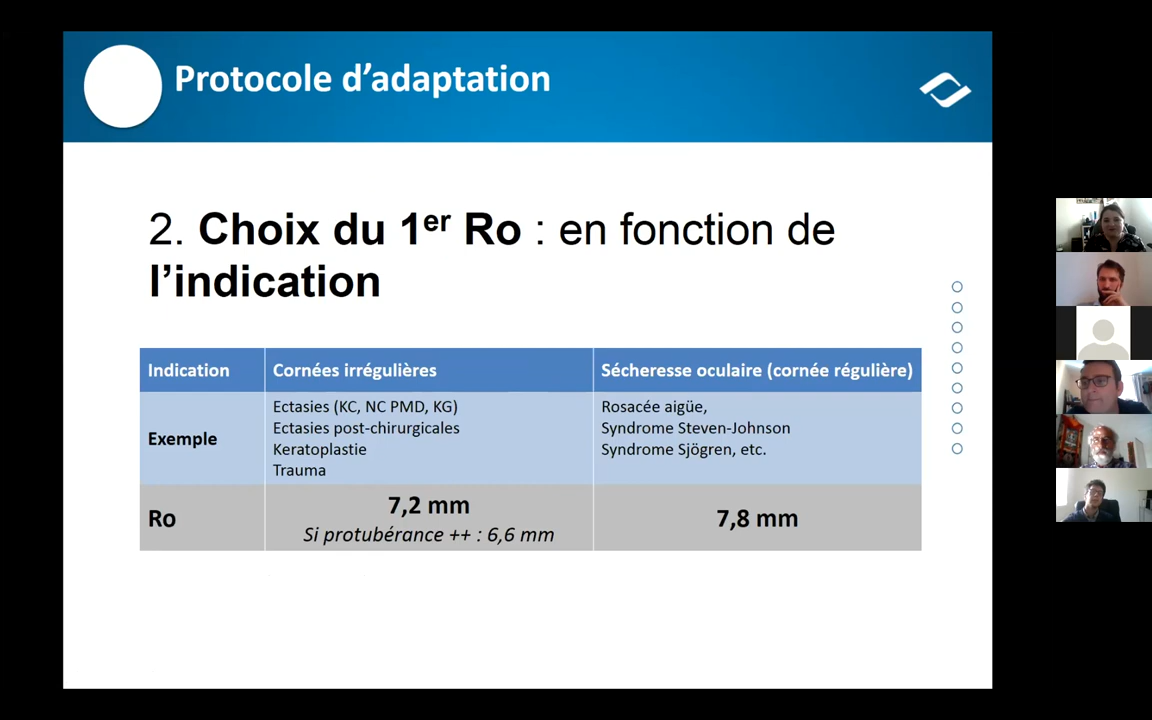 Protocole d’adaptation
2. Choix du 1er Ro : en fonction de
l’indication
Indication
Cornées irrégulières
Sécheresse oculaire (cornée régulière)
Exemple
Ectasies (KC, NC PMD, KG)
Ectasies post-chirurgicales
Keratoplastie
Trauma
Rosacée aigüe,
Syndrome Steven-Johnson
Syndrome Sjögren, etc.
Ro
7,2 mm
Si protubérance ++ : 6,6 mm
7,8 mm